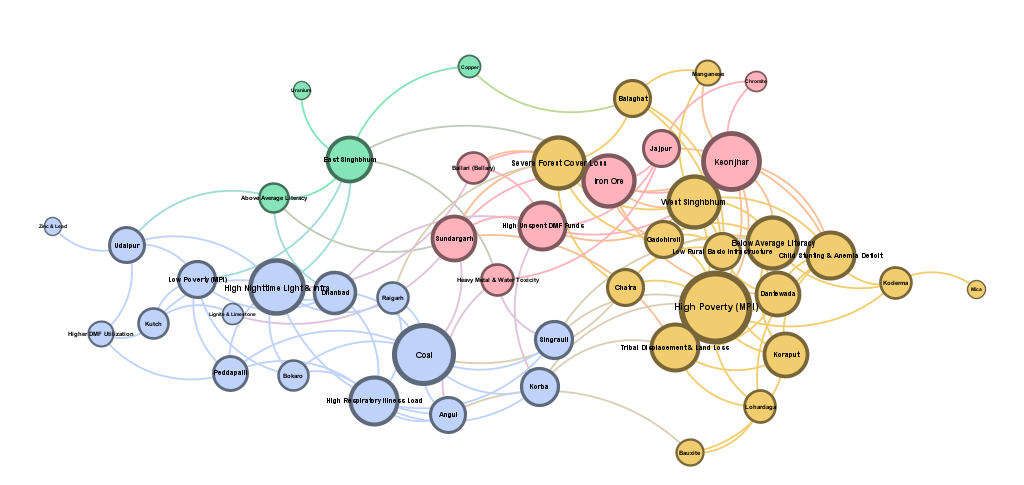 Copper
Manganese
Chromite
Uranium
Balaghat
Jajpur
East Singhbhum
Severe Forest Cover Loss
Keonjhar
Ballari (Bellary)
Iron Ore
Above Average Literacy
West Singhbhum
Zinc & Lead
High Unspent DMF Funds
Udaipur
Sundargarh
Gadchiroli
Below Average Literacy
Low Rural Basic Infrastructure
Child Stunting & Anemia Deficit
Low Poverty (MPI)
Heavy Metal & Water Toxicity
Koderma
High Nighttime Light & Infra
Chatra
Mica
Dhanbad
Dantewada
Raigarh
High Poverty (MPI)
Lignite & Limestone
Kutch
Higher DMF Utilization
Singrauli
Tribal Displacement & Land Loss
Coal
Koraput
Peddapalli
Bokaro
Korba
High Respiratory Illness Load
Lohardaga
Angul
Bauxite